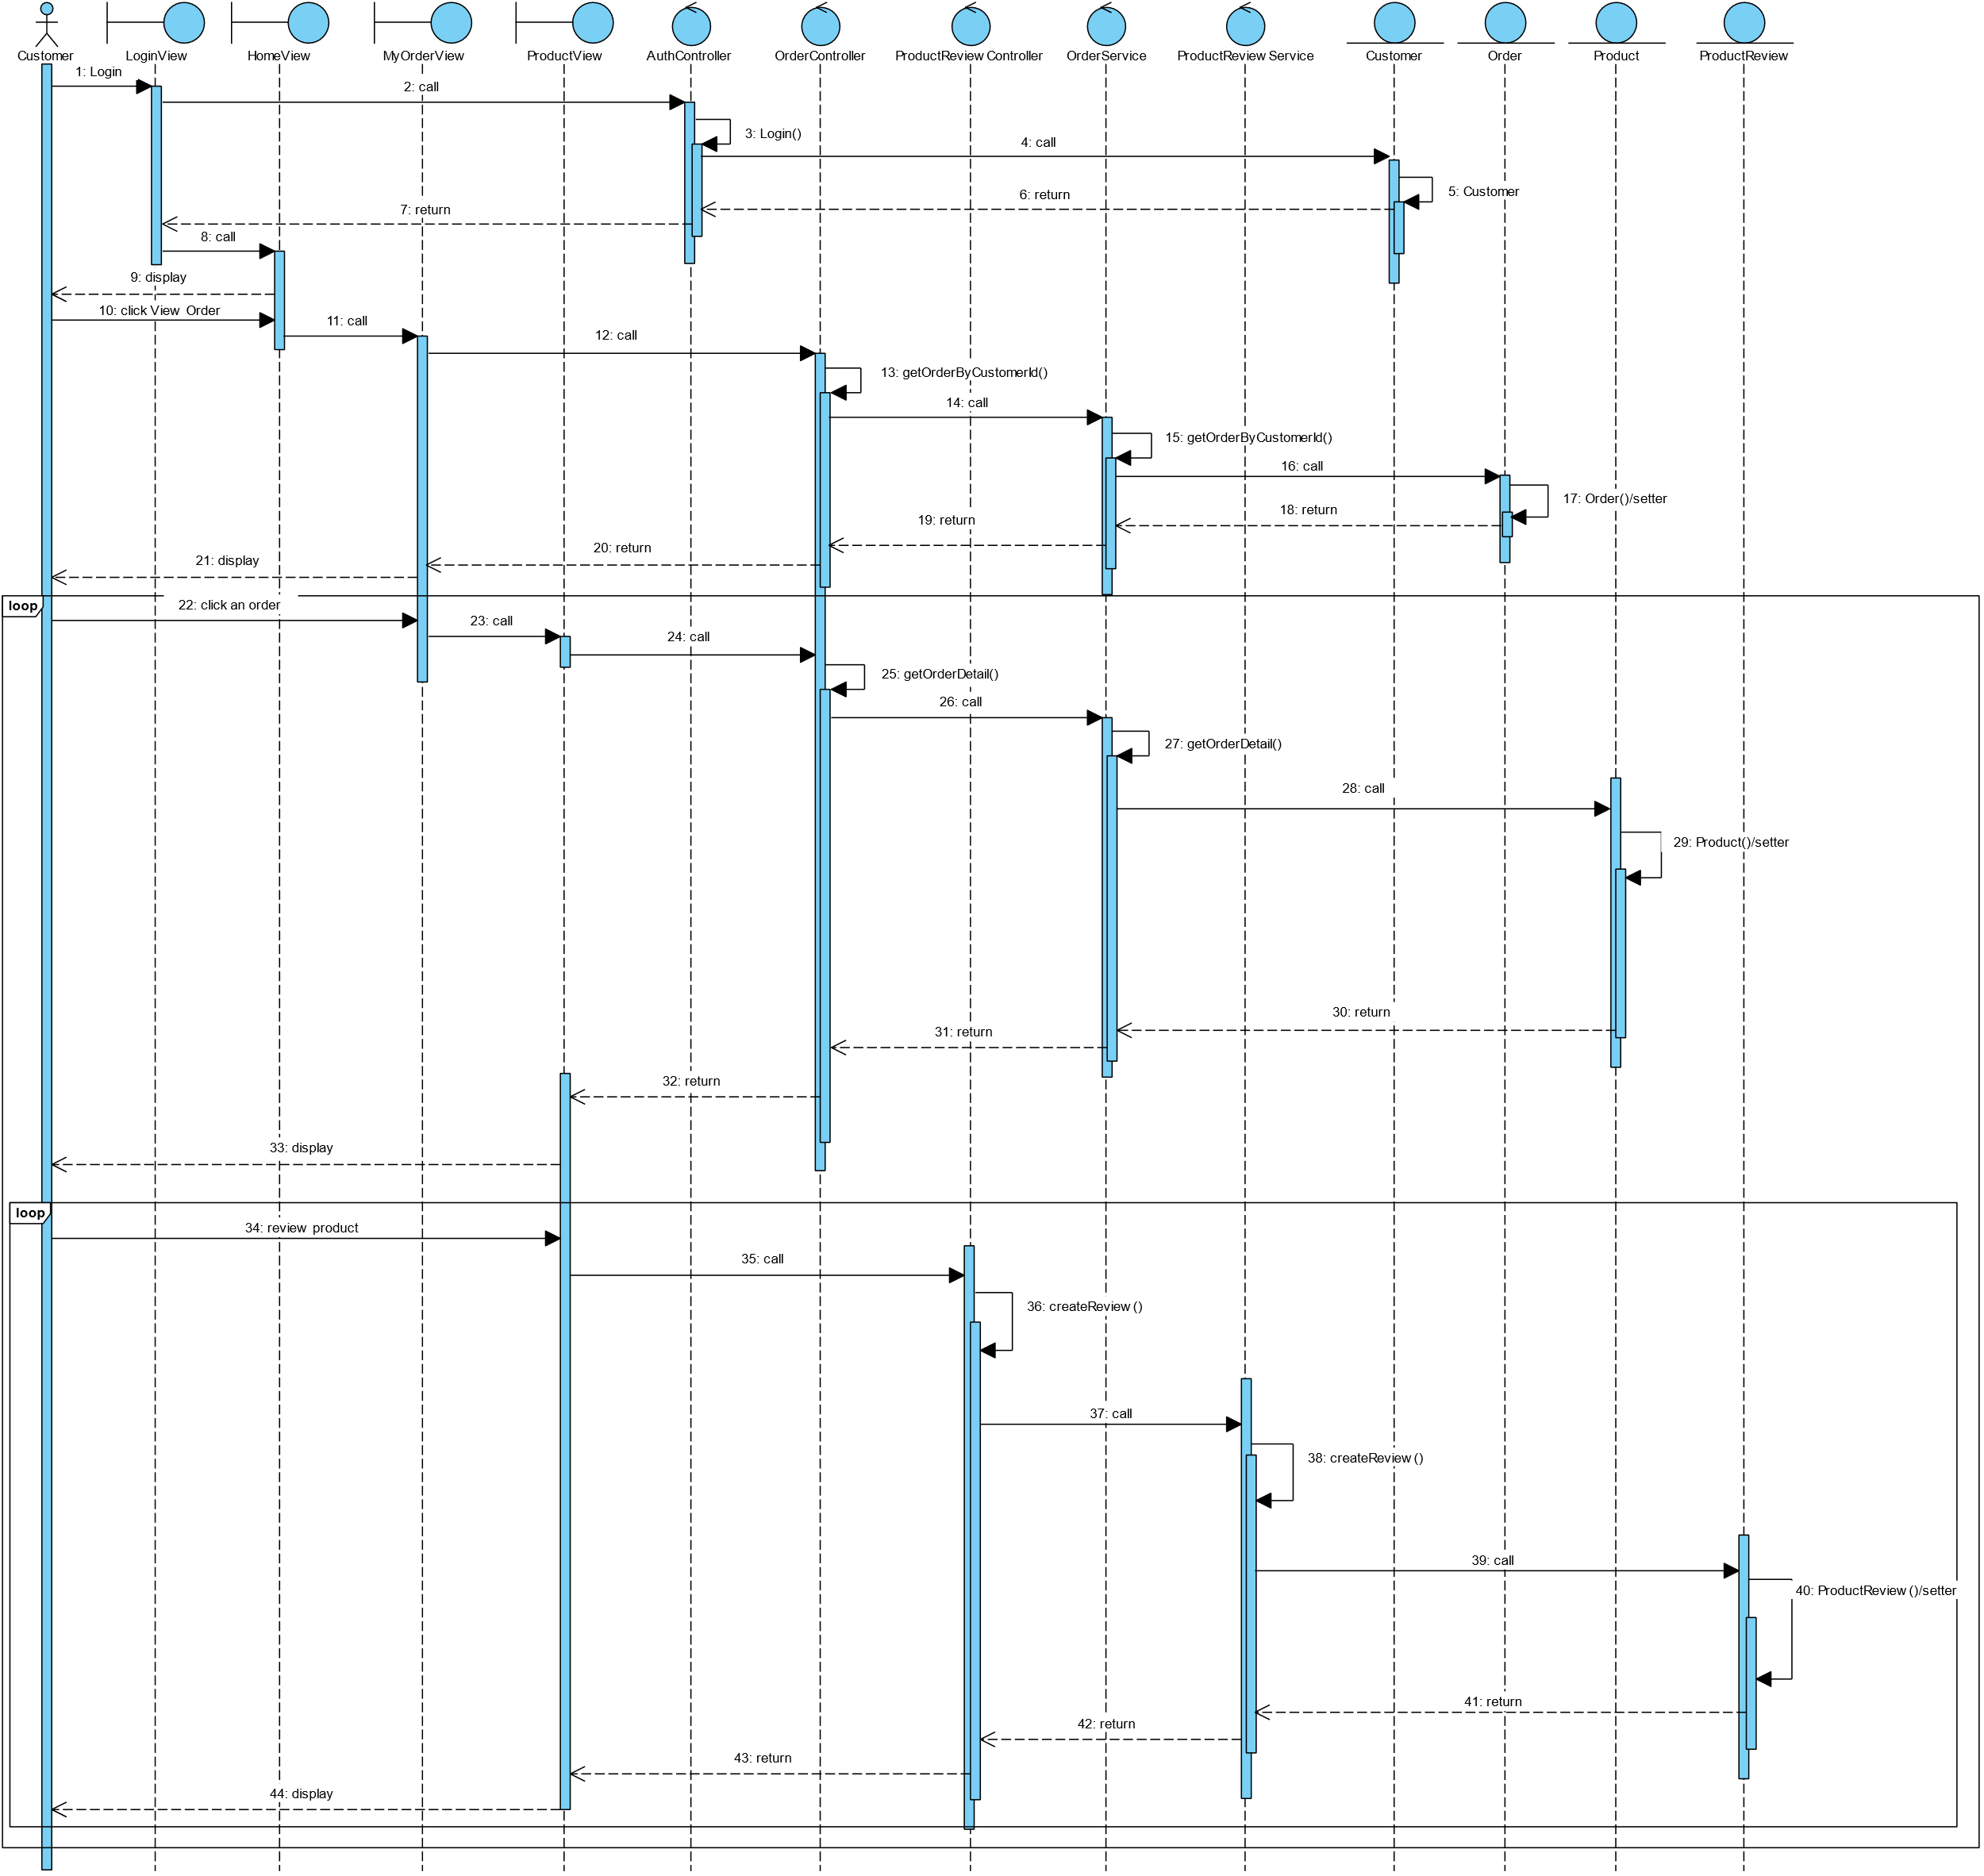 Customer
LoginView
HomeView
MyOrderView
ProductView
AuthController
OrderController
ProductReview Controller
OrderService
ProductReview Service
Customer
Order
Product
ProductReview
1: Login
2: call
3: Login()
4: call
5: Customer
6: return
7: return
8: call
9: display
10: click View Order
11: call
12: call
13: getOrderByCustomerId()
14: call
15: getOrderByCustomerId()
16: call
17: Order()/setter
18: return
19: return
20: return
21: display
loop
22: click an order
23: call
24: call
25: getOrderDetail()
26: call
27: getOrderDetail()
28: call
29: Product()/setter
30: return
31: return
32: return
33: display
loop
34: review product
35: call
36: createReview ()
37: call
38: createReview ()
39: call
40: ProductReview ()/setter
41: return
42: return
43: return
44: display